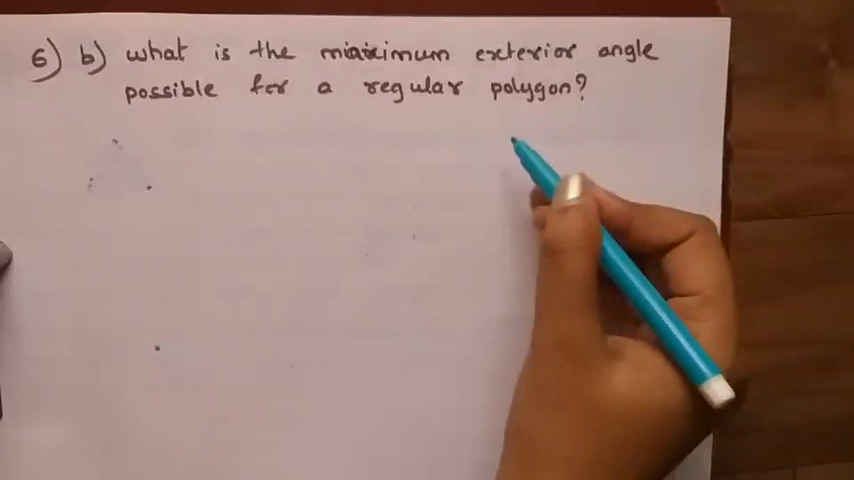 6) b) what is the maximum exterior angle
possible for a regular polygon?